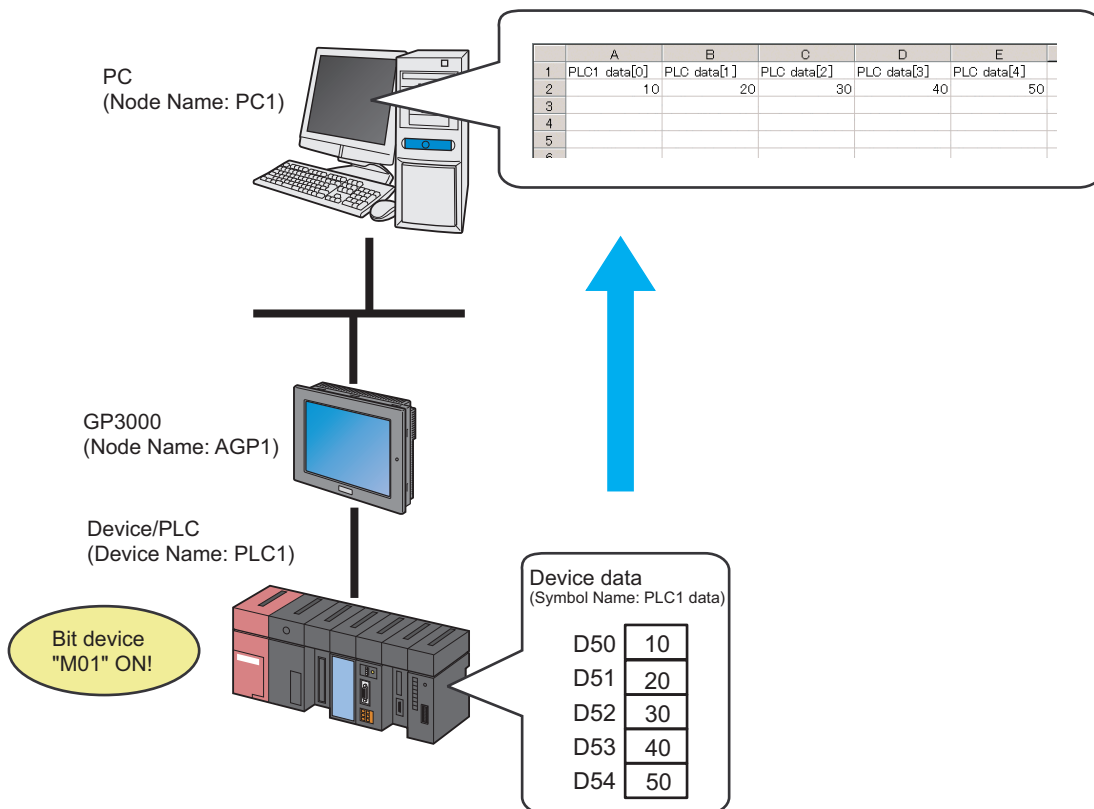 PC
(Node Name: PC1)
A B C D E
1 PLC1 data[0] PLC data[1] PLC data[2] PLC data[3] PLC data[4]
2 10 20 30 40 50
3
4
5
6
GP3000
(Node Name: AGP1)
Device/PLC
(Device Name: PLC1)
Bit device
"M01" ON!
Device data
(Symbol Name: PLC1 data)
D50 10
D51 20
D52 30
D53 40
D54 50